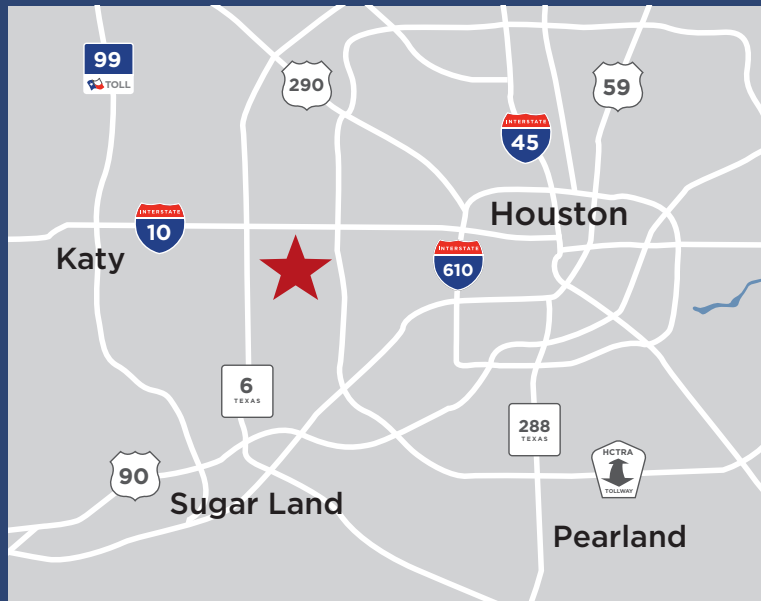 99
TOLL
290
59
INTERSTATE
45
INTERSTATE
10
Houston
Katy
INTERSTATE
610
6
TEXAS
288
TEXAS
HCTRA
TOLLWAY
90
Sugar Land
Pearland